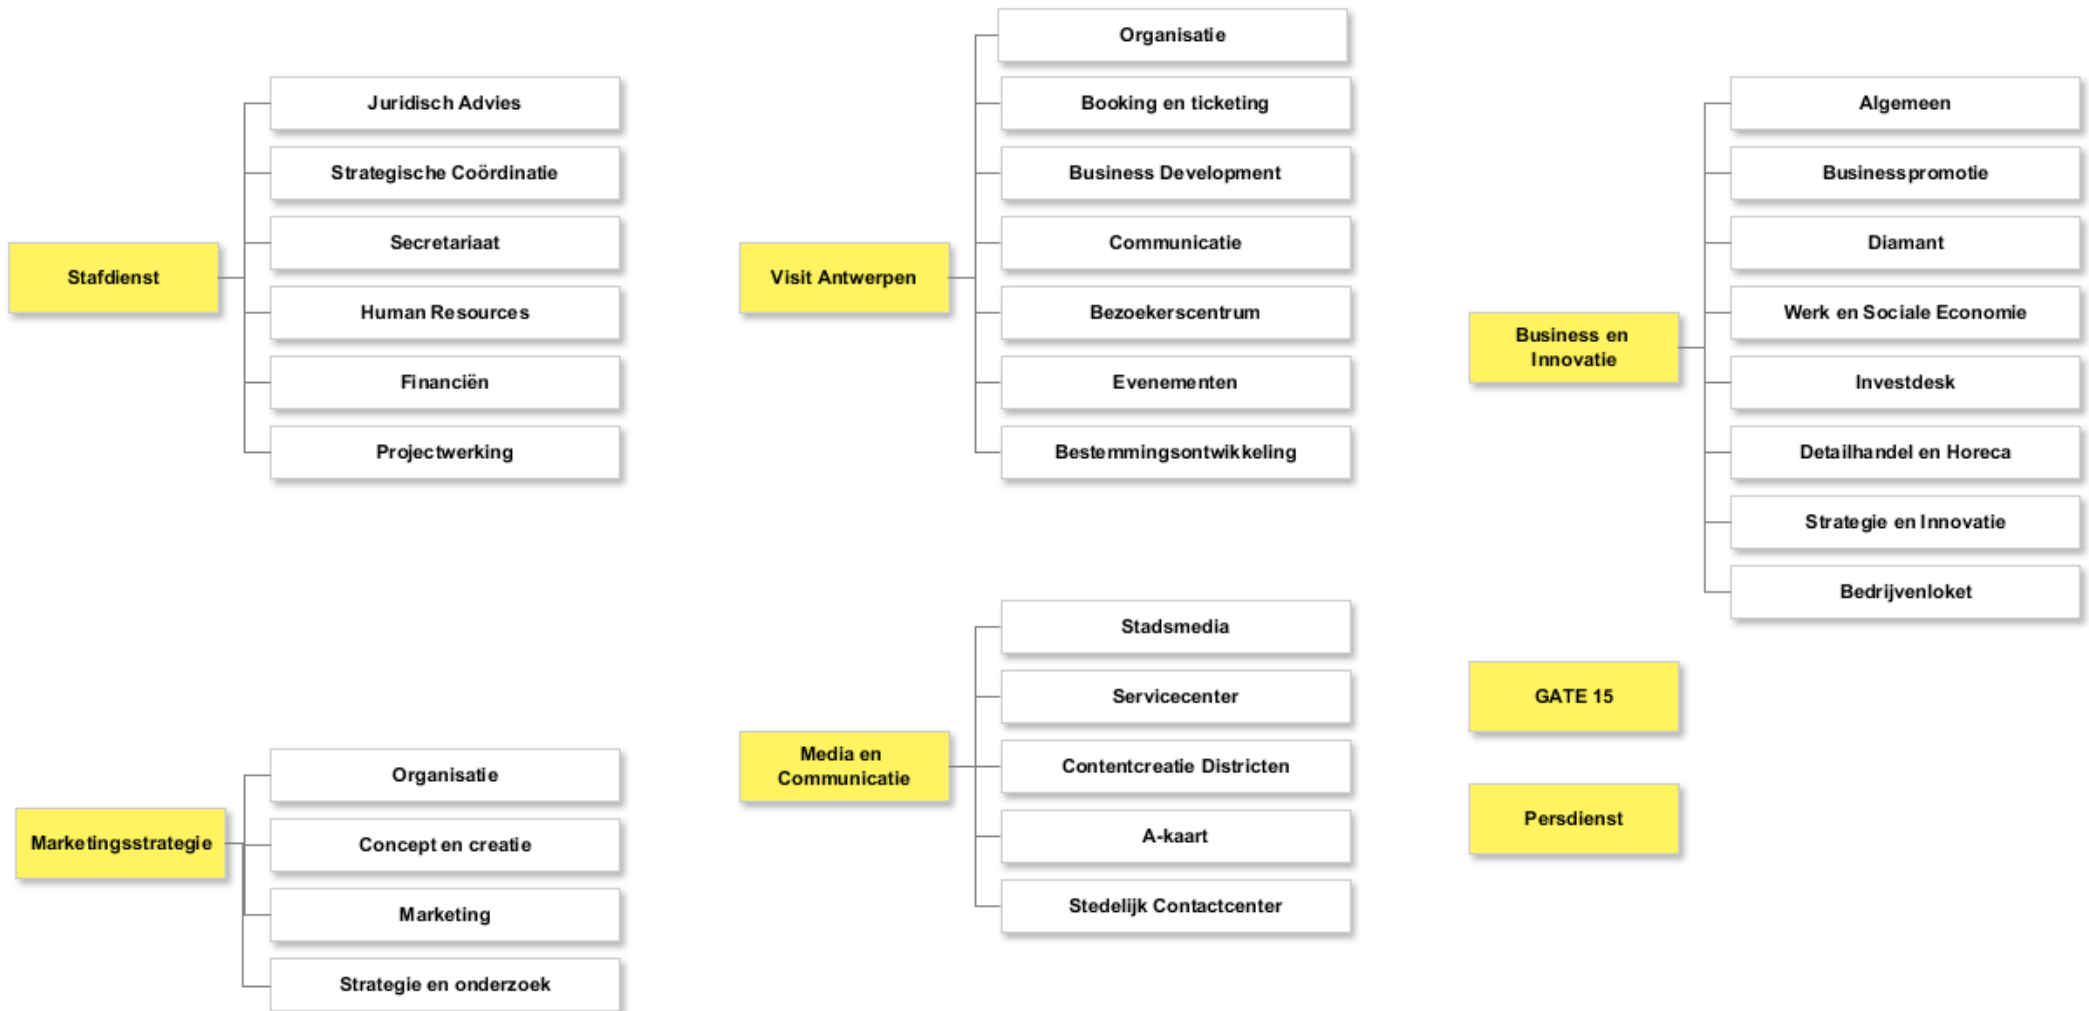 Stafdienst
Juridisch Advies
Strategische Coördinatie
Secretariaat
Human Resources
Financiën
Projectwerking
Visit Antwerpen
Organisatie
Booking en ticketing
Business Development
Communicatie
Bezoekerscentrum
Evenementen
Bestemmingsontwikkeling
Business en
Innovatie
Algemeen
Businesspromotie
Diamant
Werk en Sociale Economie
Investdesk
Detailhandel en Horeca
Strategie en Innovatie
Bedrijvenloket
Marketingsstrategie
Organisatie
Concept en creatie
Marketing
Strategie en onderzoek
Media en
Communicatie
Stadsmedia
Servicecenter
Contentcreatie Districten
A-kaart
Stedelijk Contactcenter
GATE 15
Persdienst